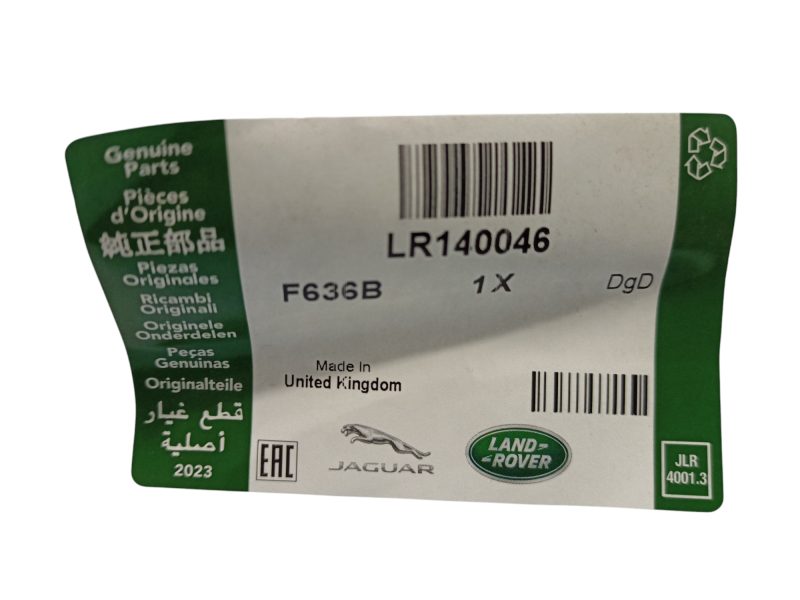 Genuine
Parts
Pièces
d'Origine
純正部品
Piezas
Originales
Ricambi
Originali
Originele
Onderdelen
Peças
Genuinas
Originalteile
قطع غيار
أصلية
2023
LR140046
F636B 1X DgD
Made In
United Kingdom
EAC
JAGUAR
LAND-
-ROVER
JLR
4001.3